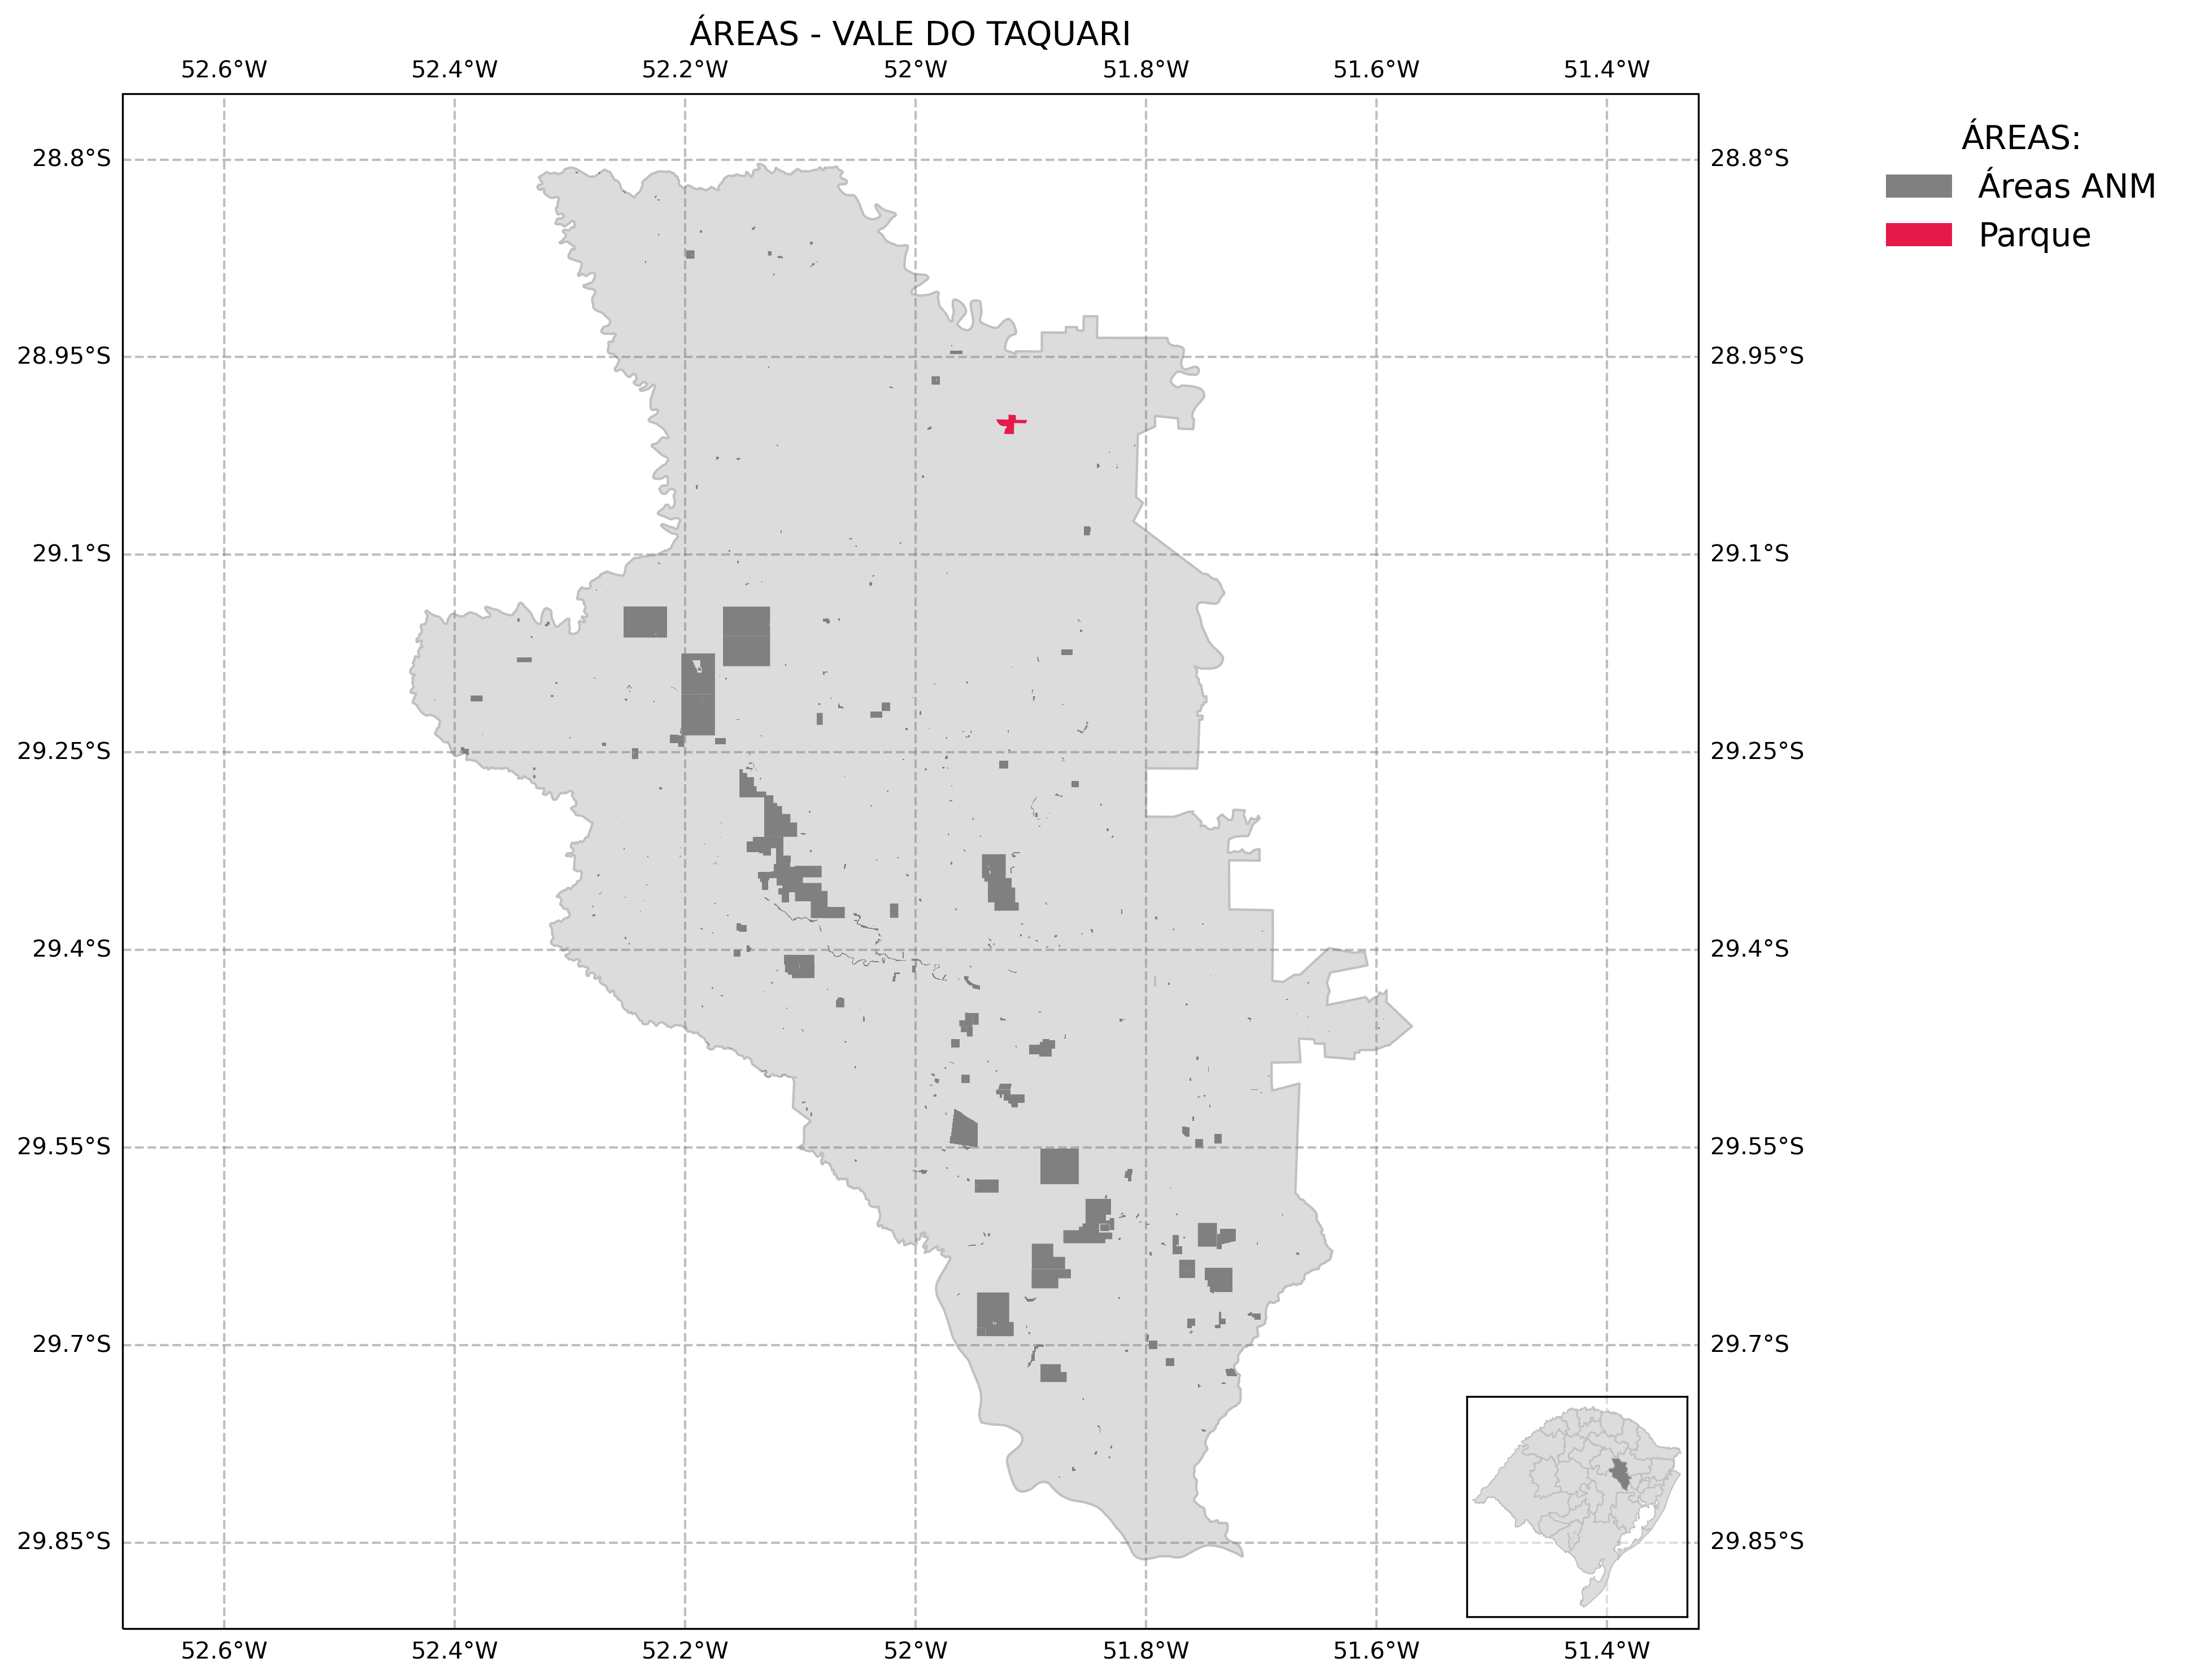 ÁREAS - VALE DO TAQUARI
52.6°W 52.4°W 52.2°W 52°W 51.8°W 51.6°W 51.4°W
ÁREAS:
Áreas ANM
Parque
28.8°S 28.8°S
28.95°S 28.95°S
29.1°S 29.1°S
29.25°S 29.25°S
29.4°S 29.4°S
29.55°S 29.55°S
29.7°S 29.7°S
29.85°S 29.85°S
52.6°W 52.4°W 52.2°W 52°W 51.8°W 51.6°W 51.4°W